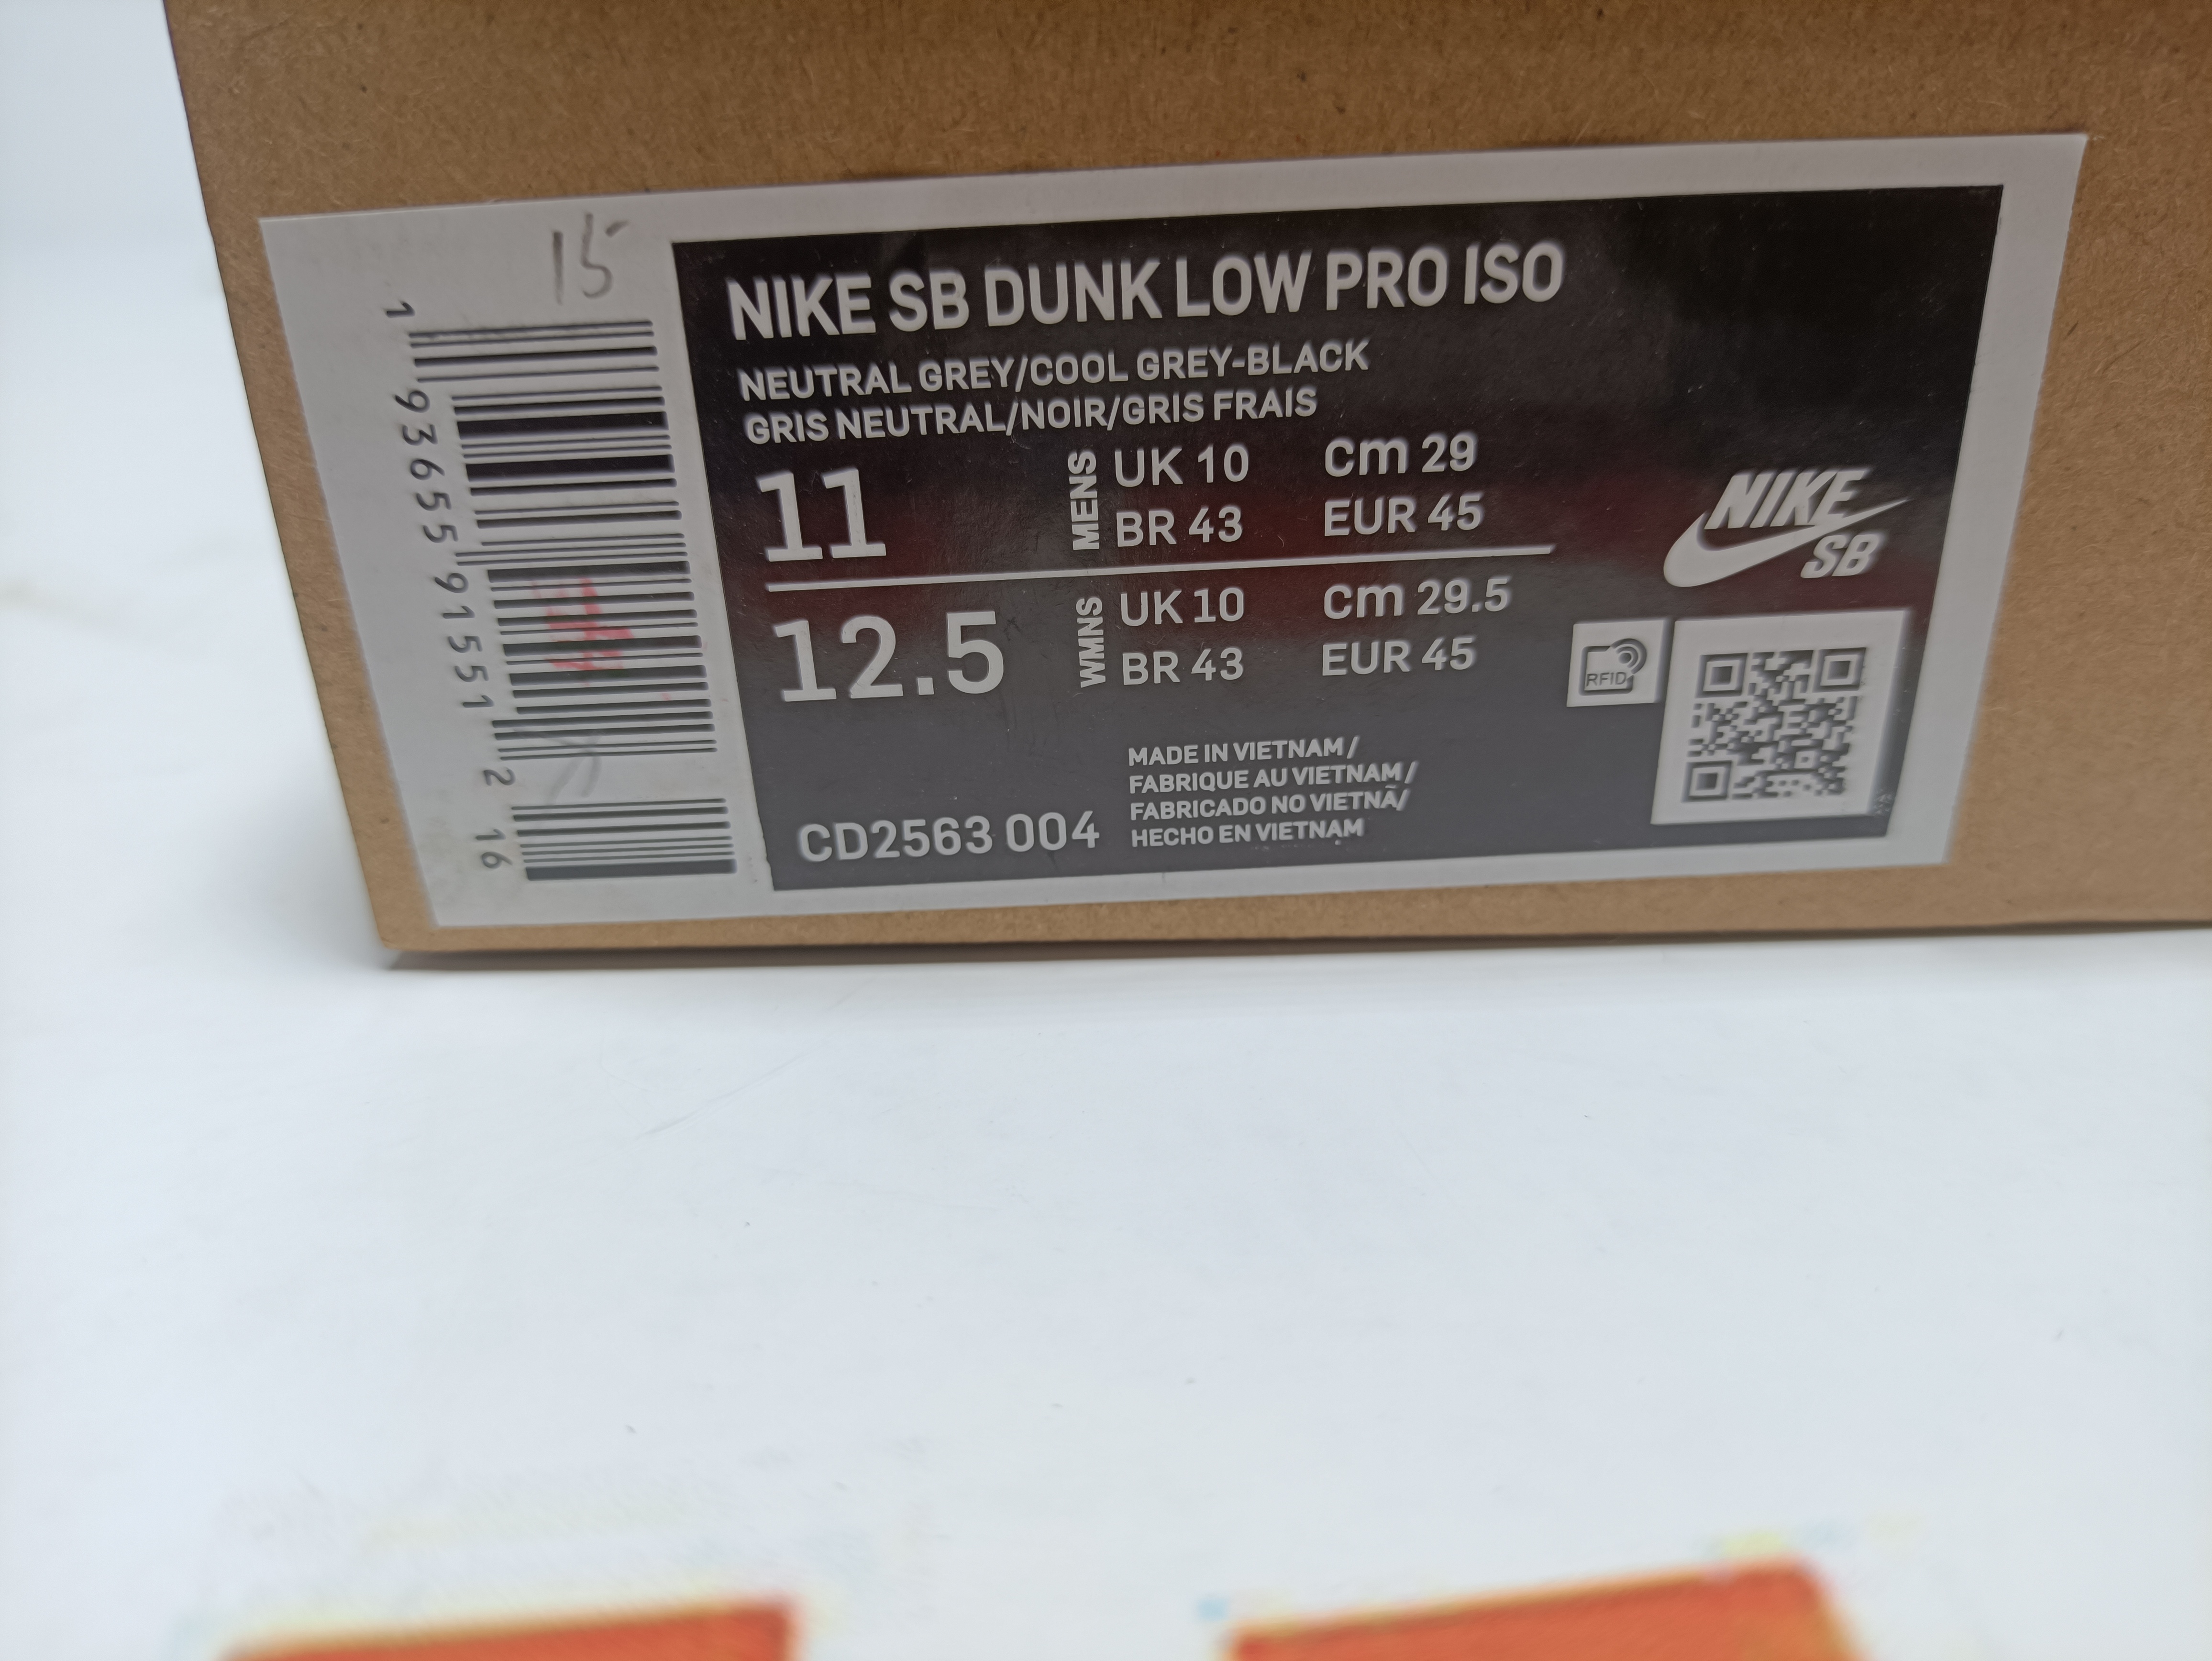 15
1 93655 91551 2 16
NIKE SB DUNK LOW PRO ISO
NEUTRAL GREY/COOL GREY-BLACK
GRIS NEUTRAL/NOIR/GRIS FRAIS
11 MENS UK 10 Cm 29
BR 43 EUR 45
12.5 WMNS UK 10 Cm 29.5
BR 43 EUR 45
NIKE
SB
RFID
MADE IN VIETNAM /
FABRIQUE AU VIETNAM /
FABRICADO NO VIETNÃ/
HECHO EN VIETNAM
CD2563 004